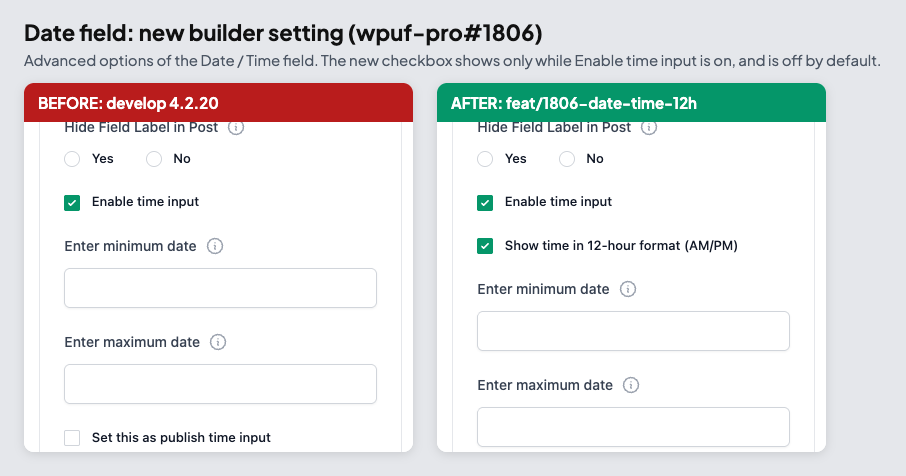 Date field: new builder setting (wpuf-pro#1806)
Advanced options of the Date / Time field. The new checkbox shows only while Enable time input is on, and is off by default.
BEFORE: develop 4.2.20
Hide Field Label in Post
Yes No
Enable time input
Enter minimum date
Enter maximum date
Set this as publish time input
AFTER: feat/1806-date-time-12h
Hide Field Label in Post
Yes No
Enable time input
Show time in 12-hour format (AM/PM)
Enter minimum date
Enter maximum date